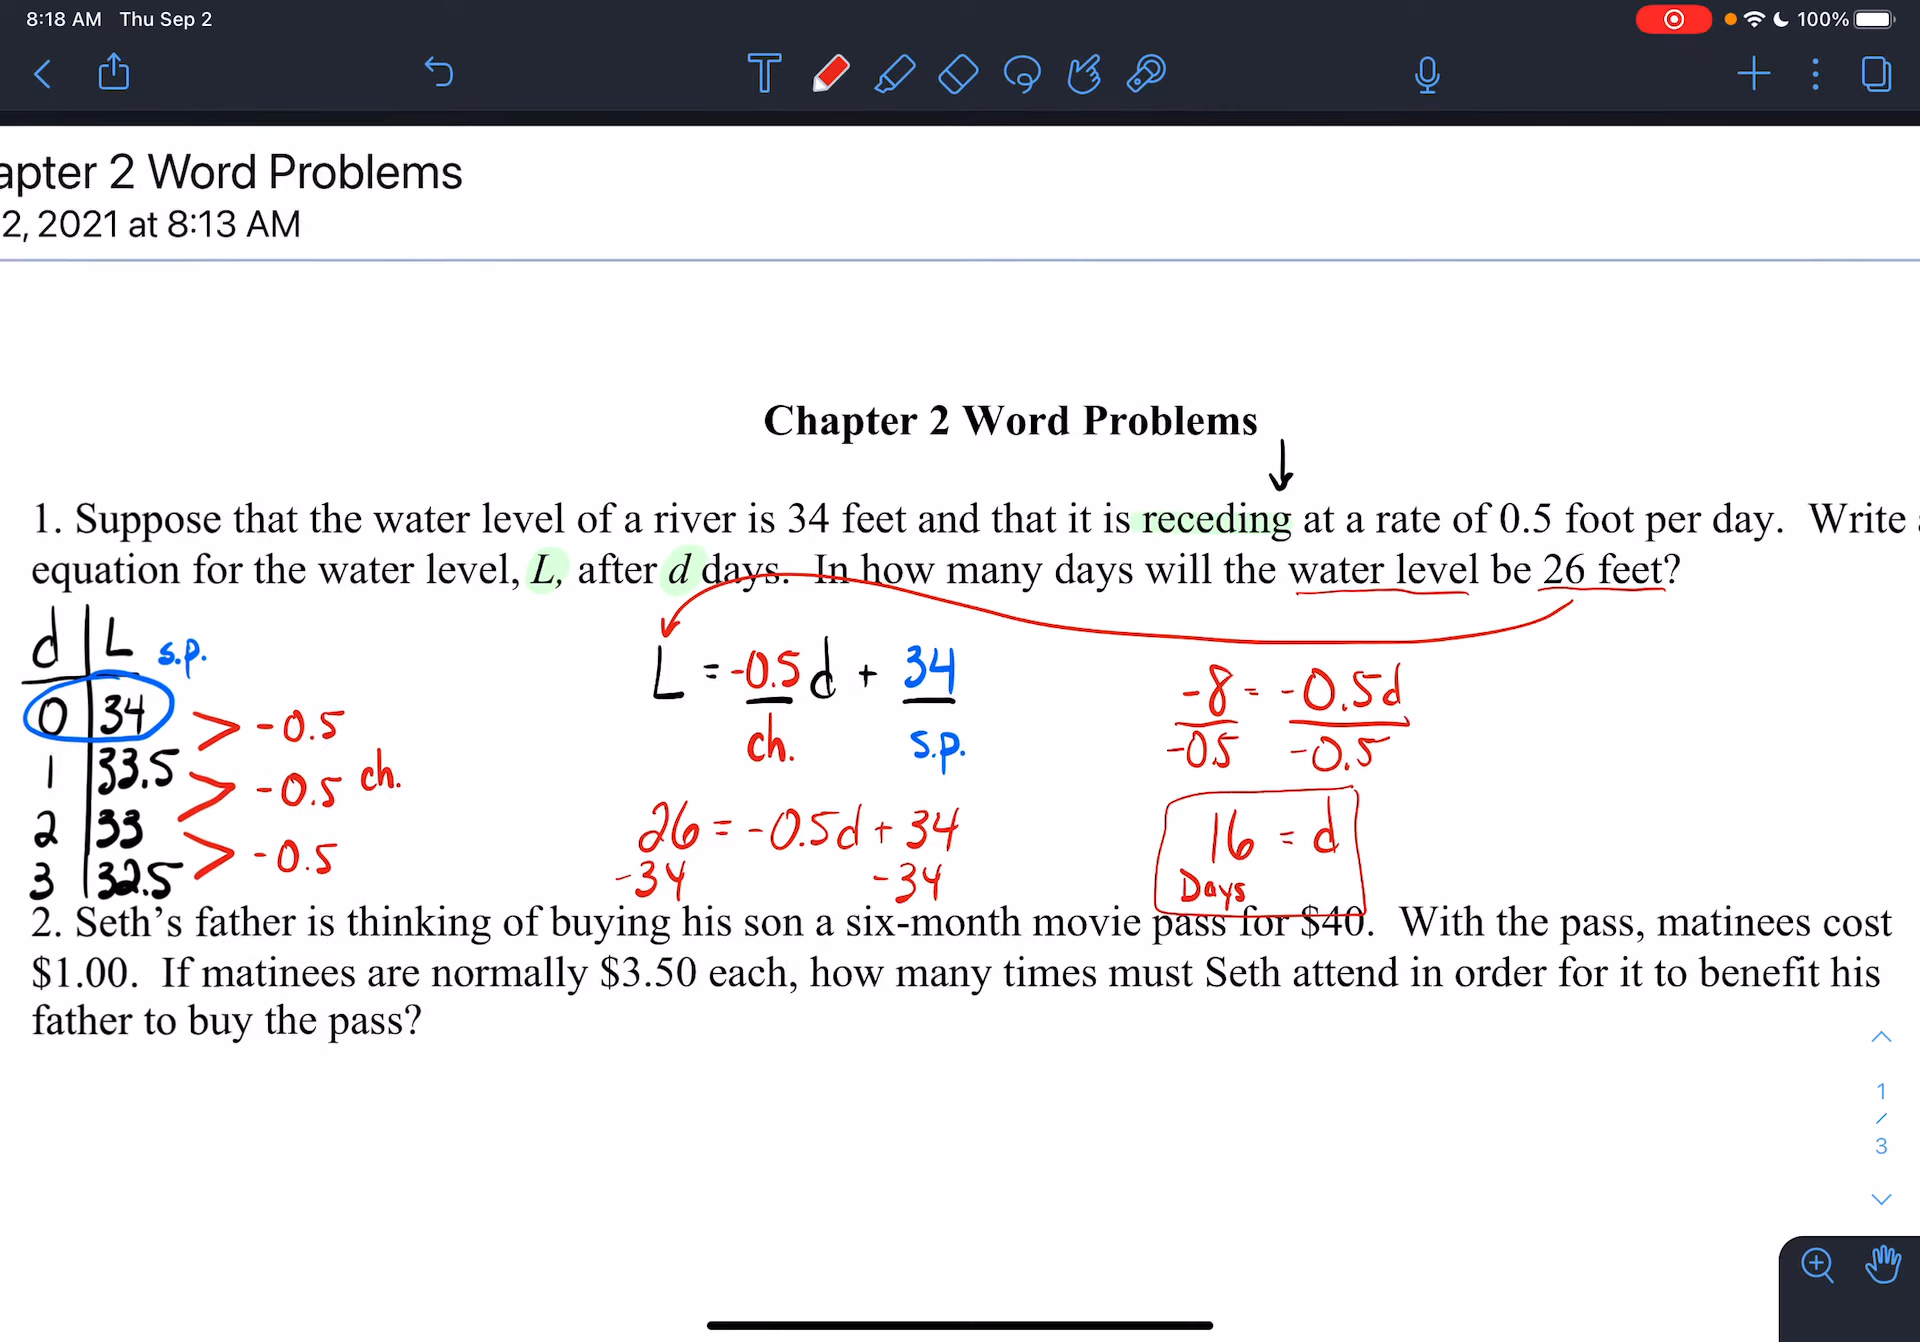 8:18 AM Thu Sep 2
100%
apter 2 Word Problems
2, 2021 at 8:13 AM
Chapter 2 Word Problems
1. Suppose that the water level of a river is 34 feet and that it is receding at a rate of 0.5 foot per day. Write
equation for the water level, L, after d days. In how many days will the water level be 26 feet?
d L s.p.
0 34
1 33.5
2 33
3 32.5
> -0.5
> -0.5 ch.
> -0.5
L = -0.5d + 34
ch. s.p.
26 = -0.5d + 34
-34 -34
-8 = -0.5d
-05 -0.5
16 = d
Days
2. Seth's father is thinking of buying his son a six-month movie pass for $40. With the pass, matinees cost
$1.00. If matinees are normally $3.50 each, how many times must Seth attend in order for it to benefit his
father to buy the pass?
1
/
3